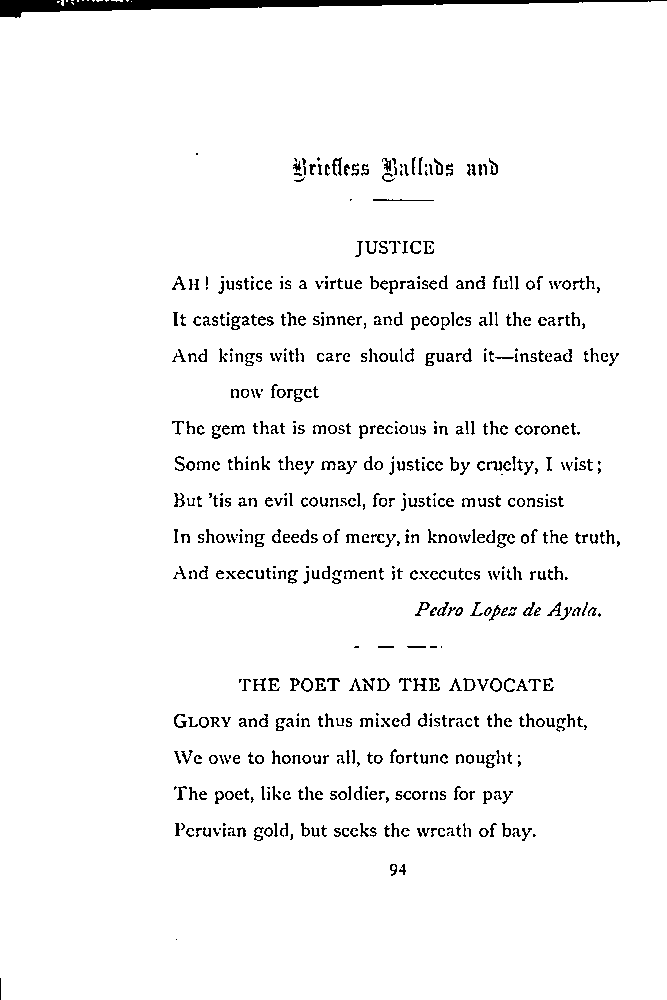 Briefless Ballads and
JUSTICE
AH! justice is a virtue bepraised and full of worth,
It castigates the sinner, and peoples all the earth,
And kings with care should guard it—instead they
now forget
The gem that is most precious in all the coronet.
Some think they may do justice by cruelty, I wist;
But 'tis an evil counsel, for justice must consist
In showing deeds of mercy, in knowledge of the truth,
And executing judgment it executes with ruth.
Pedro Lopez de Ayala.
THE POET AND THE ADVOCATE
GLORY and gain thus mixed distract the thought,
We owe to honour all, to fortune nought;
The poet, like the soldier, scorns for pay
Peruvian gold, but seeks the wreath of bay.
94